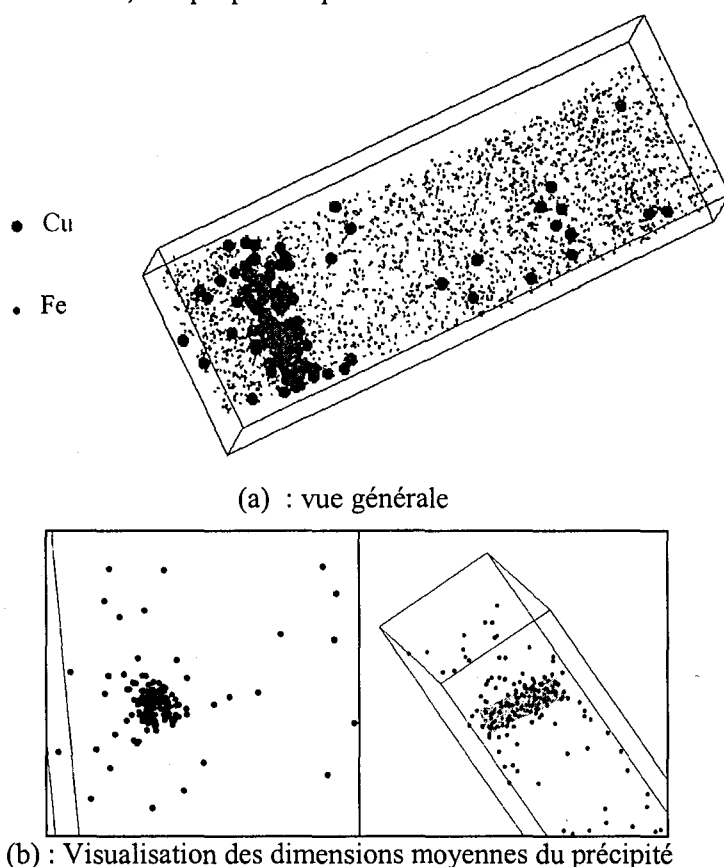 Cu
Fe
(a) : vue générale
(b) : Visualisation des dimensions moyennes du précipité